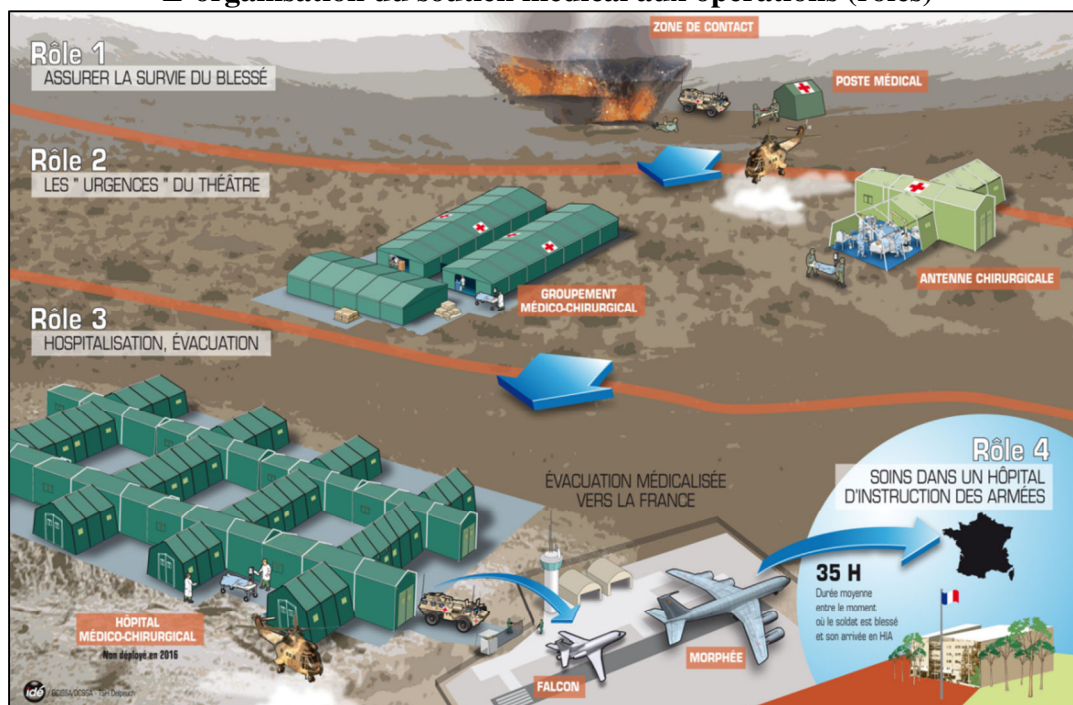 L'organisation du soutien médical aux opérations (rôles)
ZONE DE CONTACT
Rôle 1
ASSURER LA SURVIE DU BLESSÉ
POSTE MÉDICAL
Rôle 2
LES " URGENCES " DU THÉÂTRE
ANTENNE CHIRURGICALE
GROUPEMENT
MÉDICO-CHIRURGICAL
Rôle 3
HOSPITALISATION, ÉVACUATION
Rôle 4
SOINS DANS UN HÔPITAL
D'INSTRUCTION DES ARMÉES
ÉVACUATION MÉDICALISÉE
VERS LA FRANCE
35 H
Durée moyenne
entre le moment
où le soldat est blessé
et son arrivée en HIA
HÔPITAL
MÉDICO-CHIRURGICAL
Non déployé en 2016
MORPHÉE
FALCON
idé